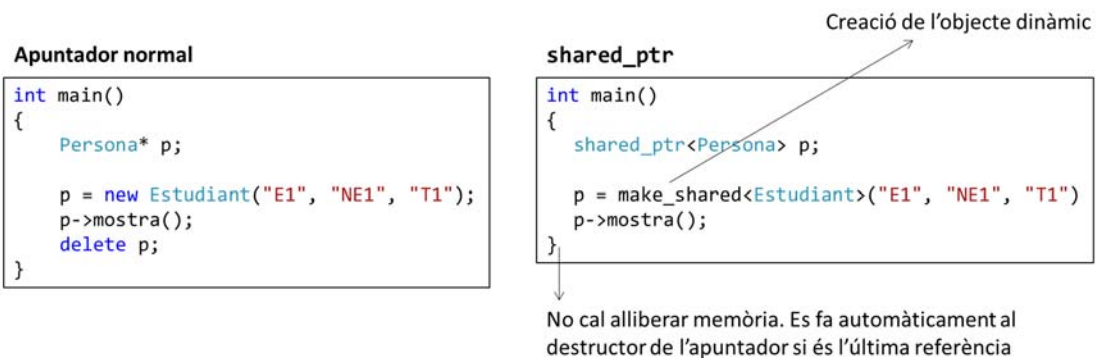 Creació de l'objecte dinàmic
Apuntador normal
int main()
{
Persona* p;
p = new Estudiant("E1", "NE1", "T1");
p->mostra();
delete p;
}
shared_ptr
int main()
{
shared_ptr<Persona> p;
p = make_shared<Estudiant>("E1", "NE1", "T1")
p->mostra();
}
No cal alliberar memòria. Es fa automàticament al
destructor de l'apuntador si és l'última referència